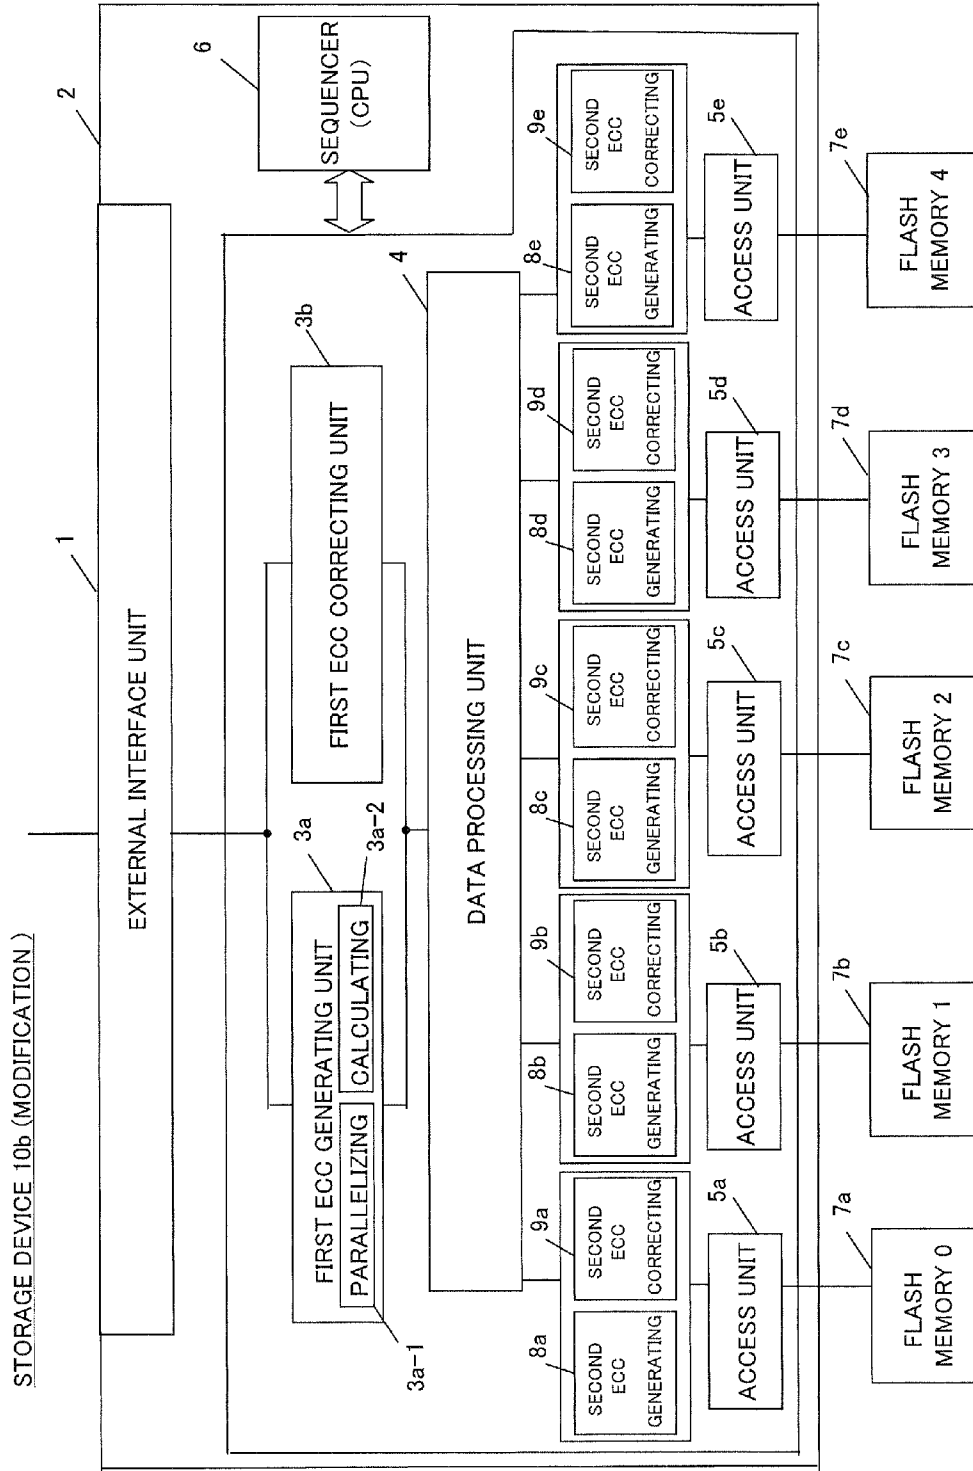 STORAGE DEVICE 10b (MODIFICATION )
1
EXTERNAL INTERFACE UNIT
2
6
SEQUENCER
(CPU)
3a
FIRST ECC GENERATING UNIT
PARALLELIZING
CALCULATING
3a-1
3a-2
3b
FIRST ECC CORRECTING UNIT
4
DATA PROCESSING UNIT
8a
SECOND
ECC
GENERATING
9a
SECOND
ECC
CORRECTING
8b
SECOND
ECC
GENERATING
9b
SECOND
ECC
CORRECTING
8c
SECOND
ECC
GENERATING
9c
SECOND
ECC
CORRECTING
8d
SECOND
ECC
GENERATING
9d
SECOND
ECC
CORRECTING
8e
SECOND
ECC
GENERATING
9e
SECOND
ECC
CORRECTING
5a
ACCESS UNIT
5b
ACCESS UNIT
5c
ACCESS UNIT
5d
ACCESS UNIT
5e
ACCESS UNIT
7a
FLASH
MEMORY 0
7b
FLASH
MEMORY 1
7c
FLASH
MEMORY 2
7d
FLASH
MEMORY 3
7e
FLASH
MEMORY 4